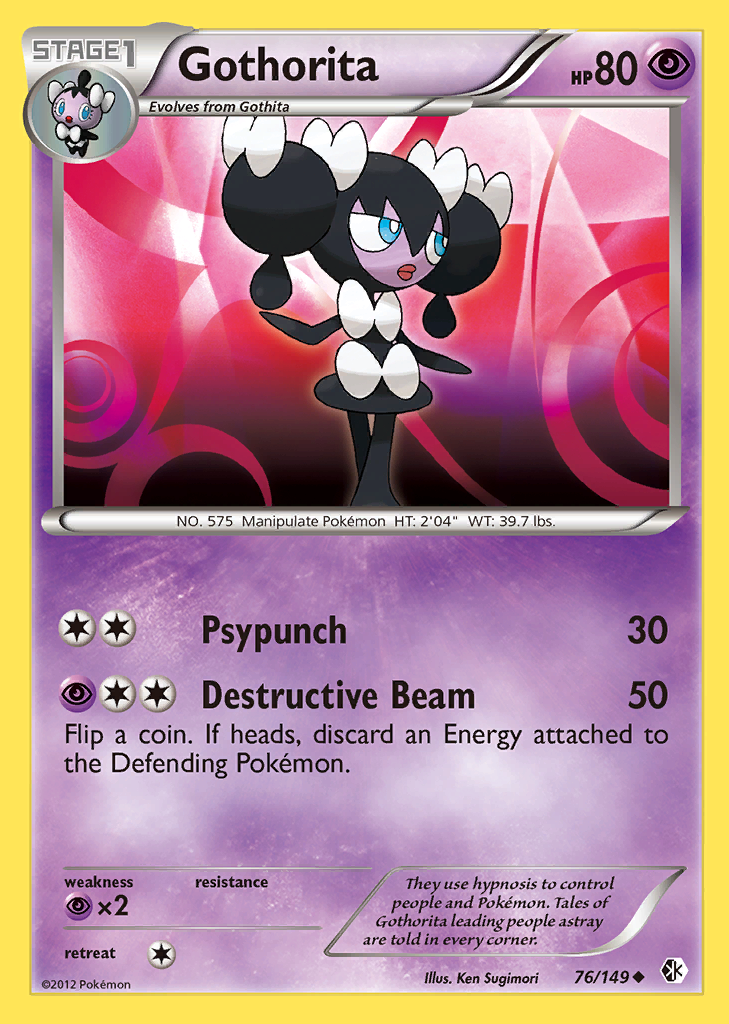 STAGE1
Gothorita
HP80
Evolves from Gothita
NO. 575 Manipulate Pokémon HT: 2'04" WT: 39.7 lbs.
Psypunch 30
Destructive Beam 50
Flip a coin. If heads, discard an Energy attached to
the Defending Pokémon.
weakness resistance
×2
retreat
They use hypnosis to control
people and Pokémon. Tales of
Gothorita leading people astray
are told in every corner.
©2012 Pokémon
Illus. Ken Sugimori
76/149